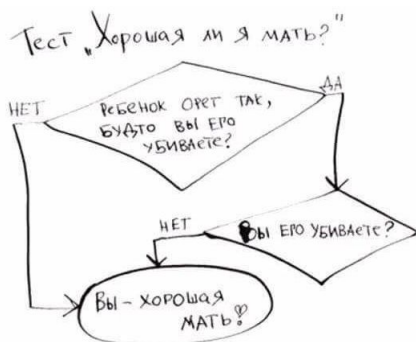 Тест „Хорошая ли я мать?"
НЕТ
ДА
РЕБЕНОК ОРЕТ ТАК,
БУДТО ВЫ ЕГО
УБИВАЕТЕ?
НЕТ
ВЫ ЕГО УБИВАЕТЕ?
ВЫ – ХОРОШАЯ
МАТЬ!